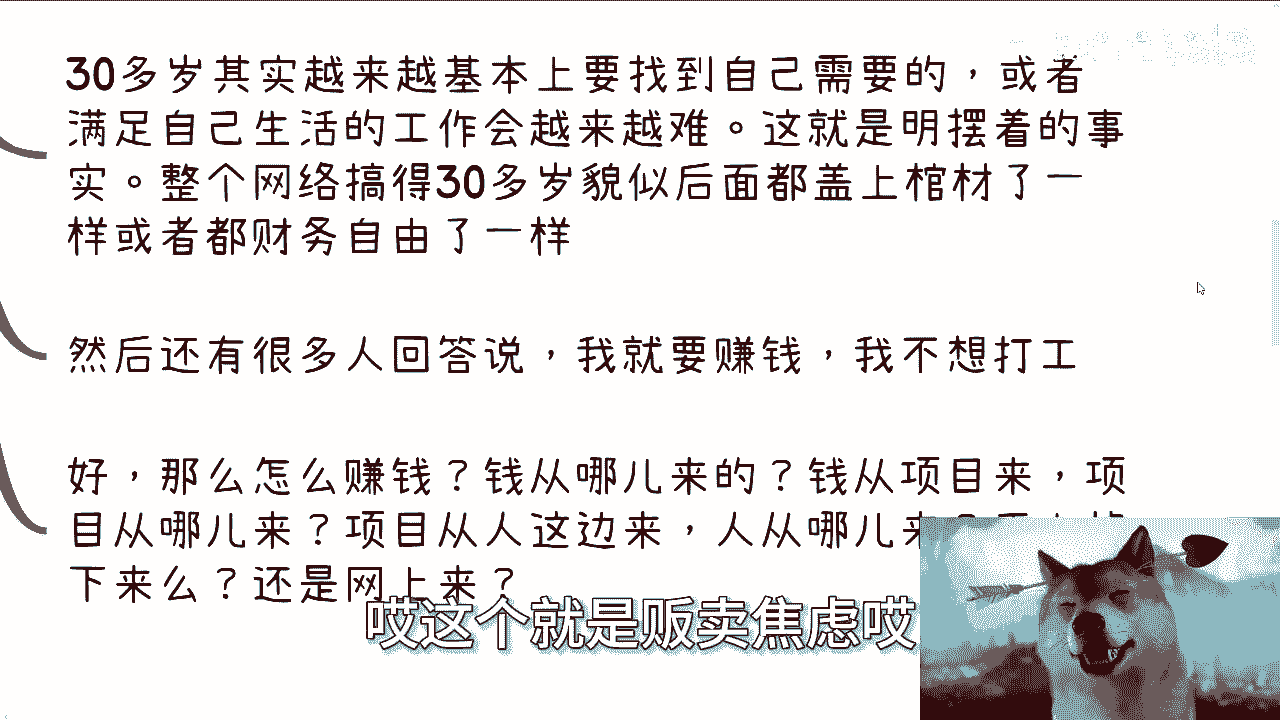 30多岁其实越来越基本上要找到自己需要的，或者
满足自己生活的工作会越来越难。这就是明摆着的事
实。整个网络搞得30多岁貌似后面都盖上棺材了一
样或者都财务自由了一样
然后还有很多人回答说，我就要赚钱，我不想打工
好，那么怎么赚钱？钱从哪儿来的？钱从项目来，项
目从哪儿来？项目从人这边来，人从哪儿来
下来么？还是网上来？
哎这个就是贩卖焦虑哎